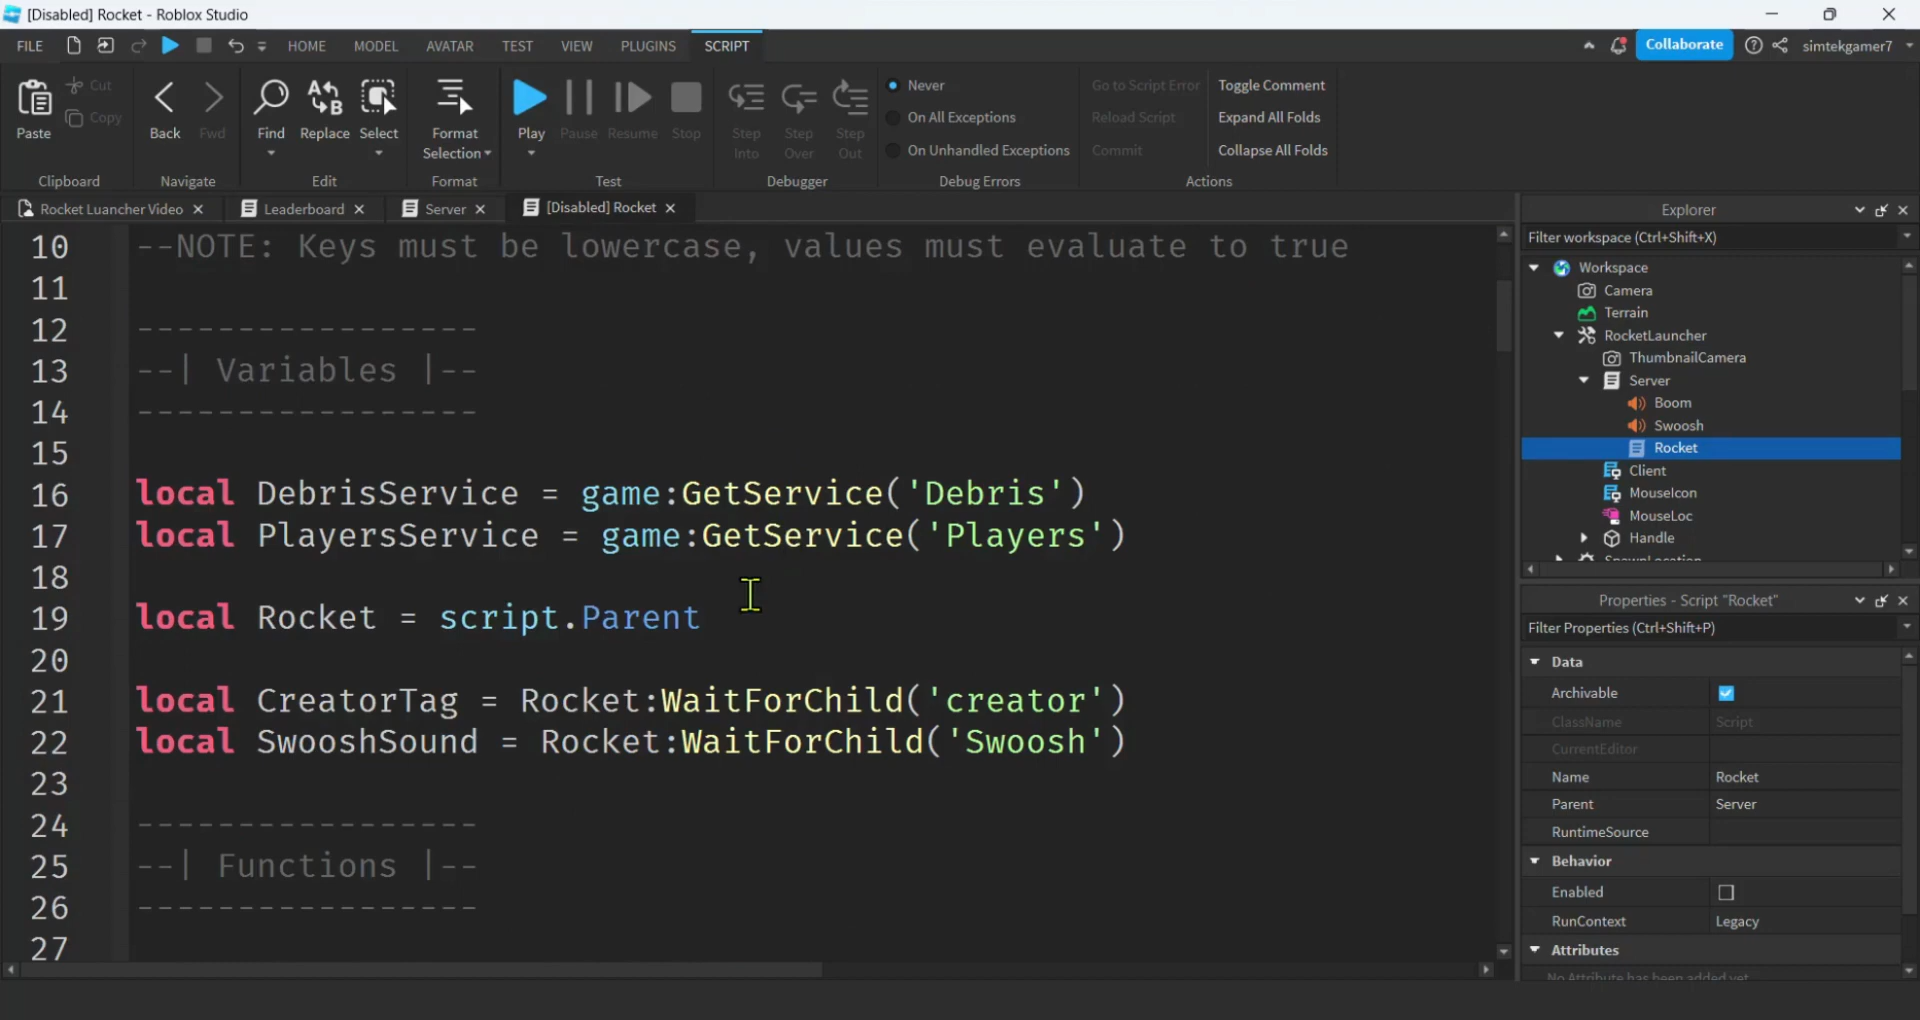 [Disabled] Rocket - Roblox Studio
FILE
HOME
MODEL
AVATAR
TEST
VIEW
PLUGINS
SCRIPT
Collaborate
simtekgamer7
Paste
Cut
Copy
Clipboard
Back
Fwd
Navigate
Find
Replace
Select
Edit
Format
Selection
Format
Play
Pause
Resume
Stop
Test
Step
Into
Step
Over
Step
Out
Debugger
Never
On All Exceptions
On Unhandled Exceptions
Debug Errors
Go to Script Error
Reload Script
Commit
Toggle Comment
Expand All Folds
Collapse All Folds
Actions
Rocket Luancher Video
Leaderboard
Server
[Disabled] Rocket
10 --NOTE: Keys must be lowercase, values must evaluate to true
11
12 -----------------
13 --| Variables |--
14 -----------------
15
16 local DebrisService = game:GetService('Debris')
17 local PlayersService = game:GetService('Players')
18
19 local Rocket = script.Parent
20
21 local CreatorTag = Rocket:WaitForChild('creator')
22 local SwooshSound = Rocket:WaitForChild('Swoosh')
23
24 -----------------
25 --| Functions |--
26 -----------------
27
Explorer
Filter workspace (Ctrl+Shift+X)
Workspace
Camera
Terrain
RocketLauncher
ThumbnailCamera
Server
Boom
Swoosh
Rocket
Client
MouseIcon
MouseLoc
Handle
SpawnLocation
Properties - Script "Rocket"
Filter Properties (Ctrl+Shift+P)
Data
Archivable
ClassName Script
CurrentEditor
Name Rocket
Parent Server
RuntimeSource
Behavior
Enabled
RunContext Legacy
Attributes
No Attribute has been added yet